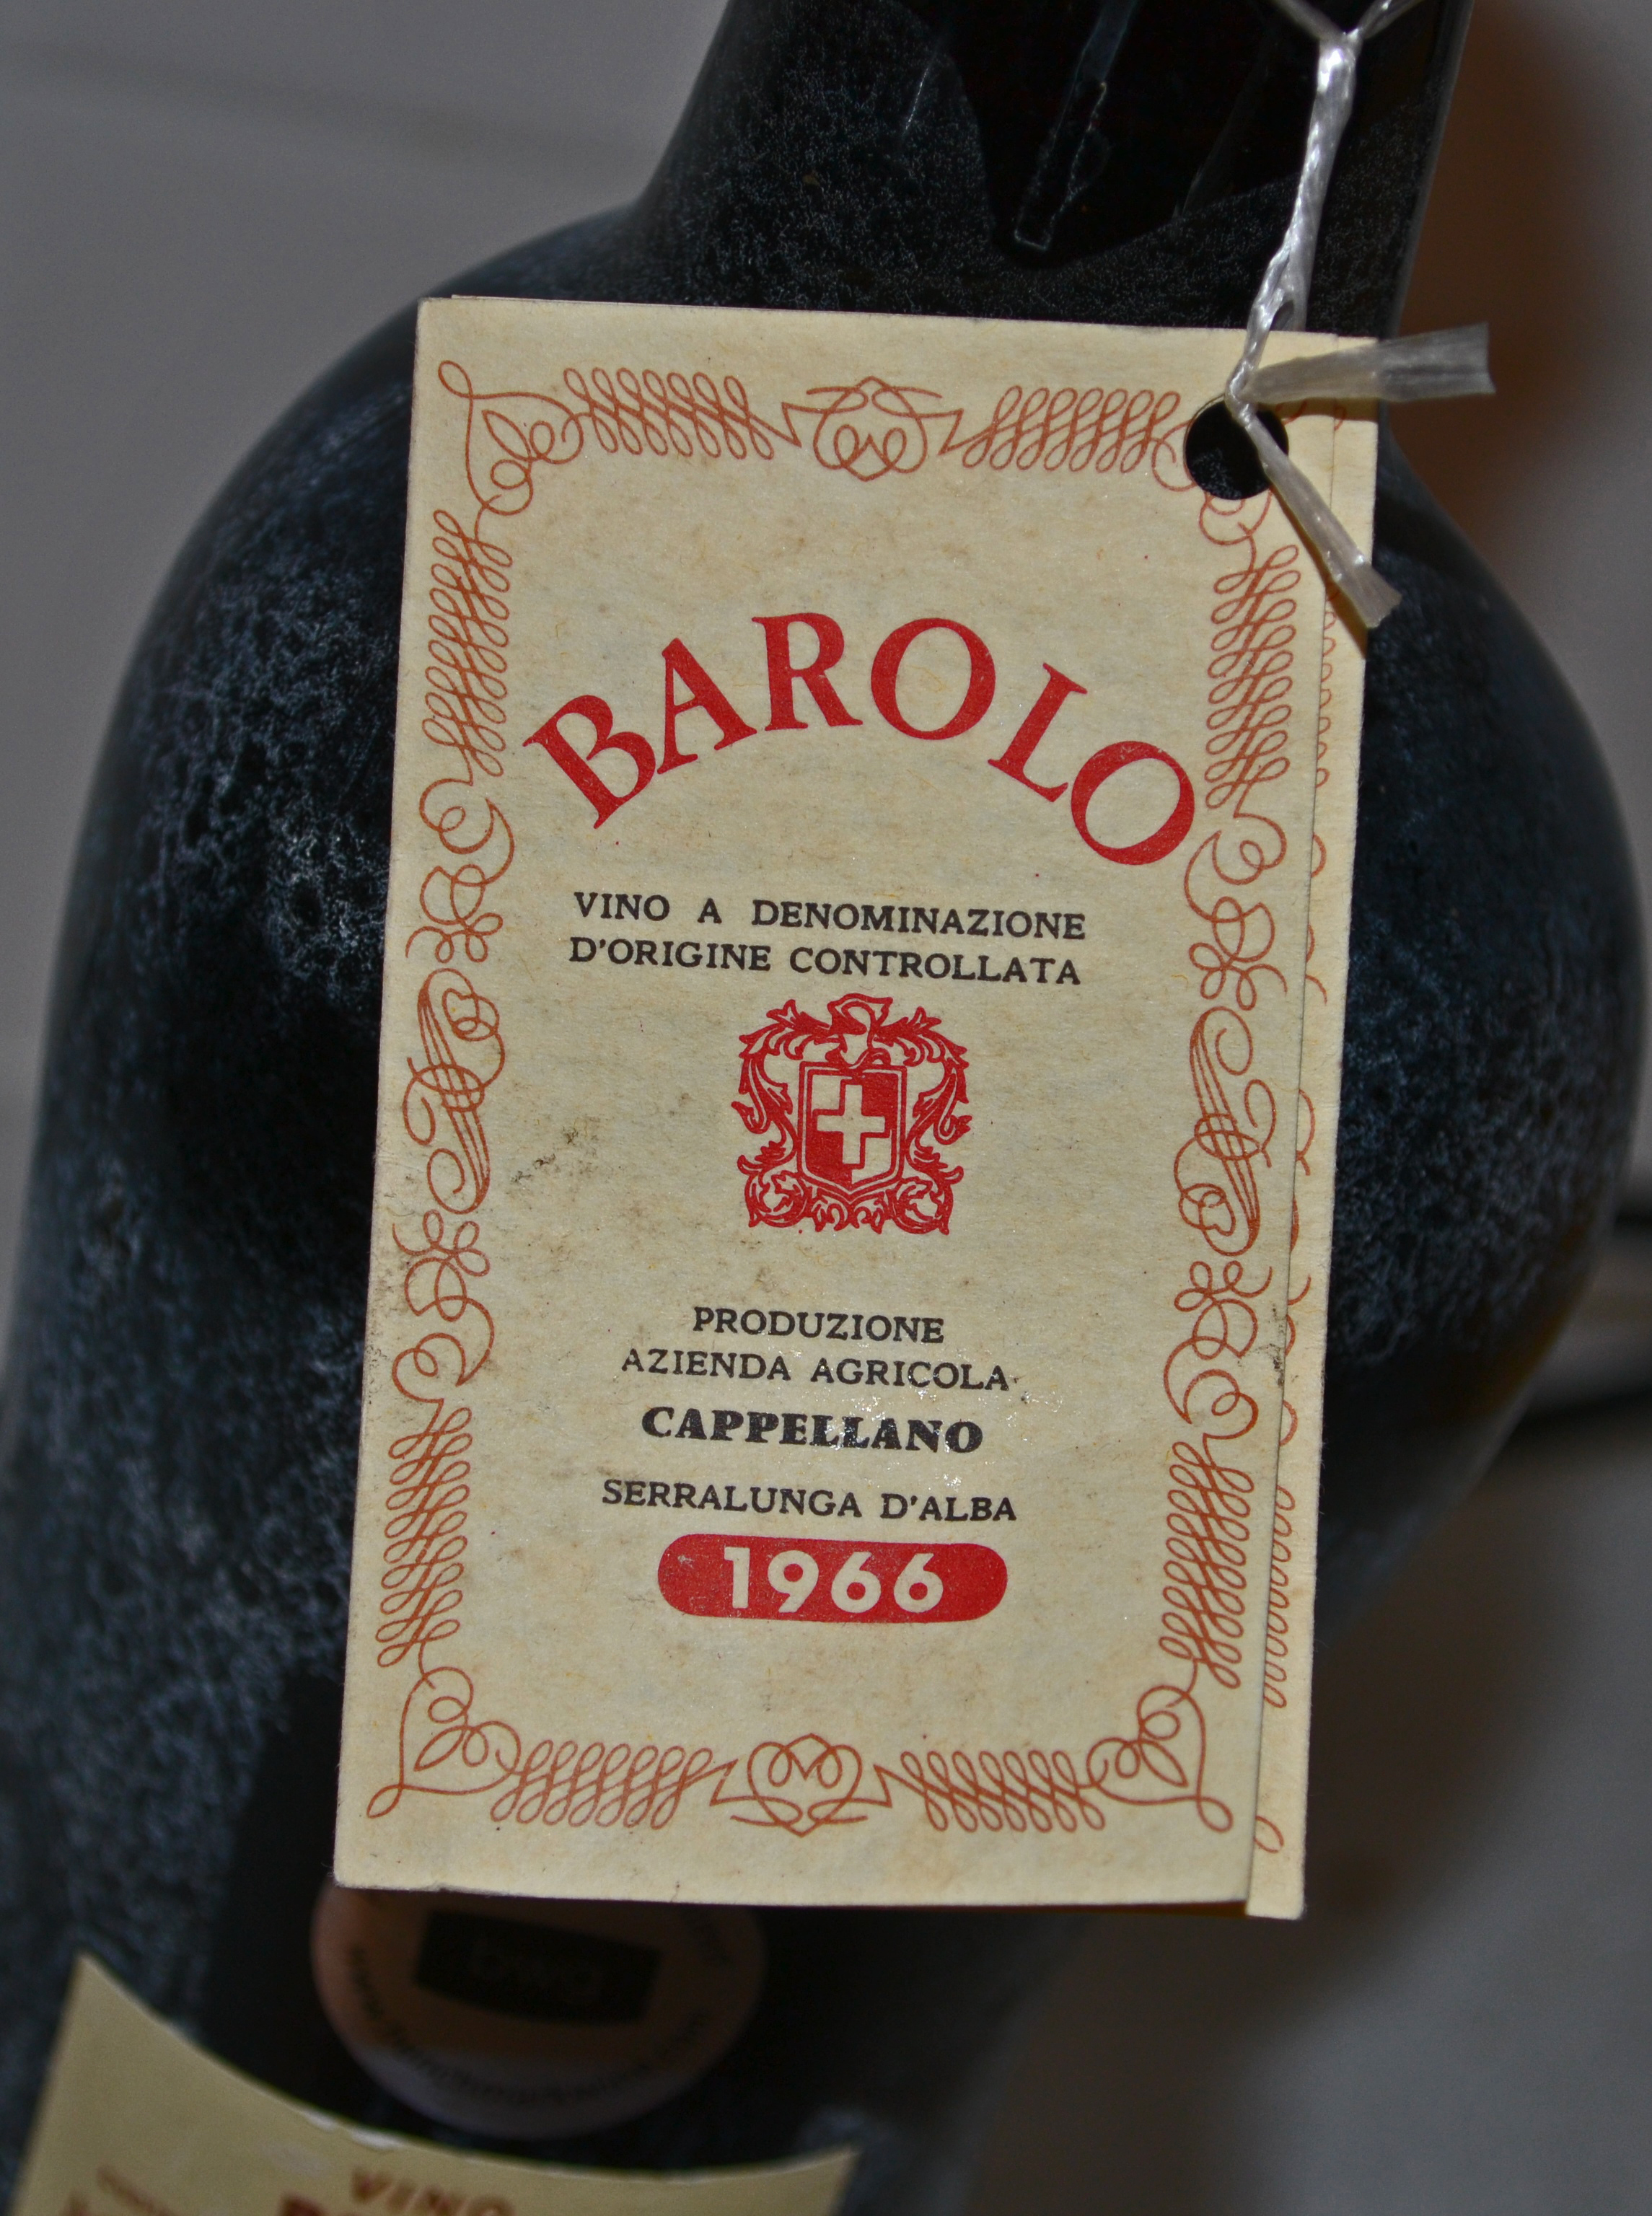 BAROLO
VINO A DENOMINAZIONE
D'ORIGINE CONTROLLATA
PRODUZIONE
AZIENDA AGRICOLA
CAPPELLANO
SERRALUNGA D'ALBA
1966
VINO